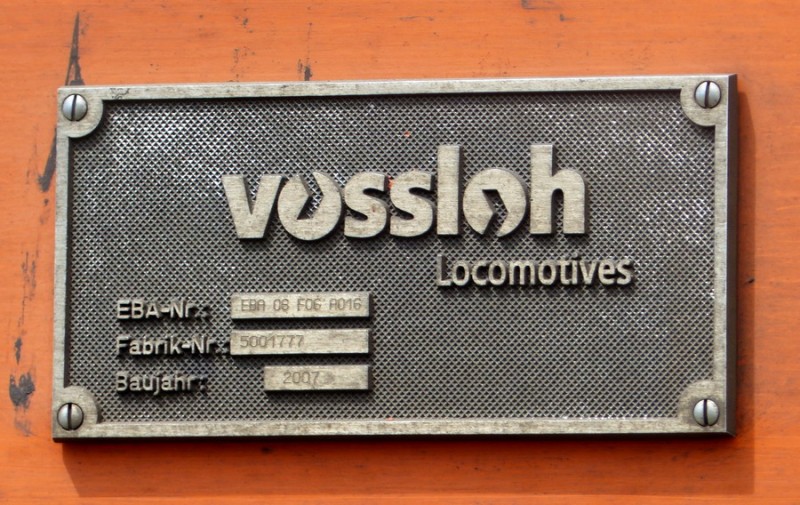 vossloh
Locomotives
EBA-Nr.: EBA 06 F06 A016
Fabrik-Nr.: 5001777
Baujahr: 2007